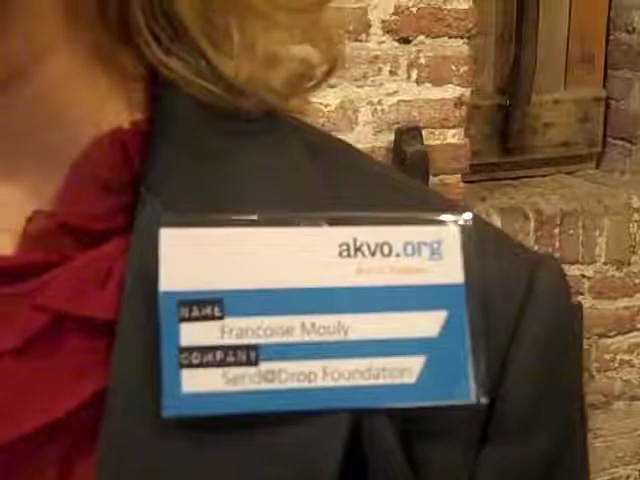 akvo.org
NAME
Francoise Mouly
COMPANY
Send@Drop Foundation